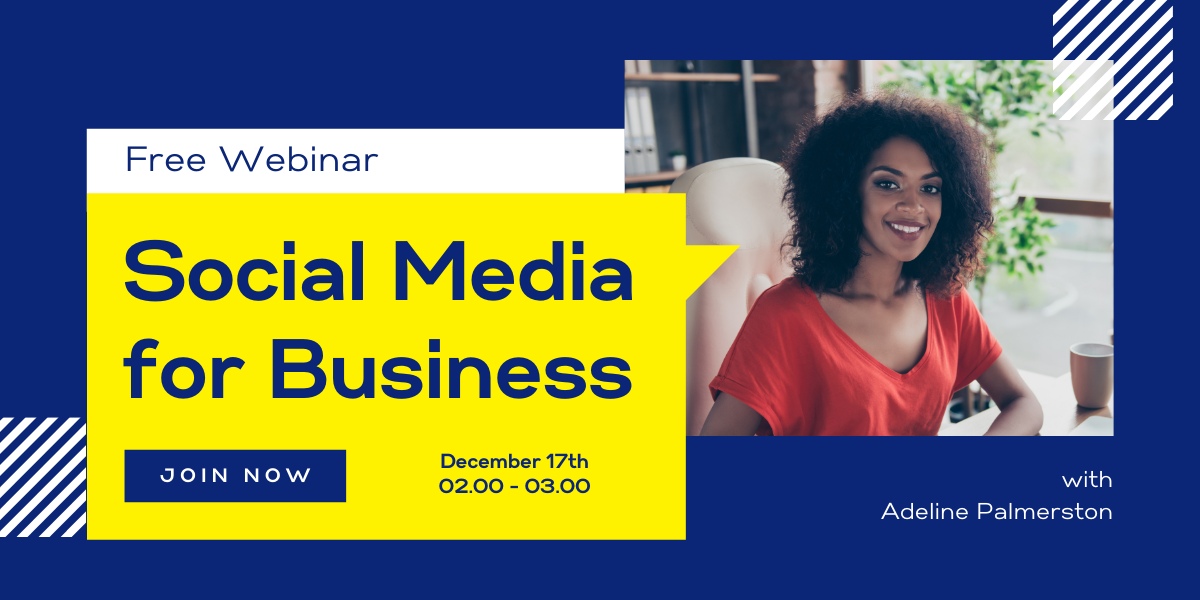 Free Webinar
Social Media
for Business
JOIN NOW
December 17th
02.00 - 03.00
with
Adeline Palmerston